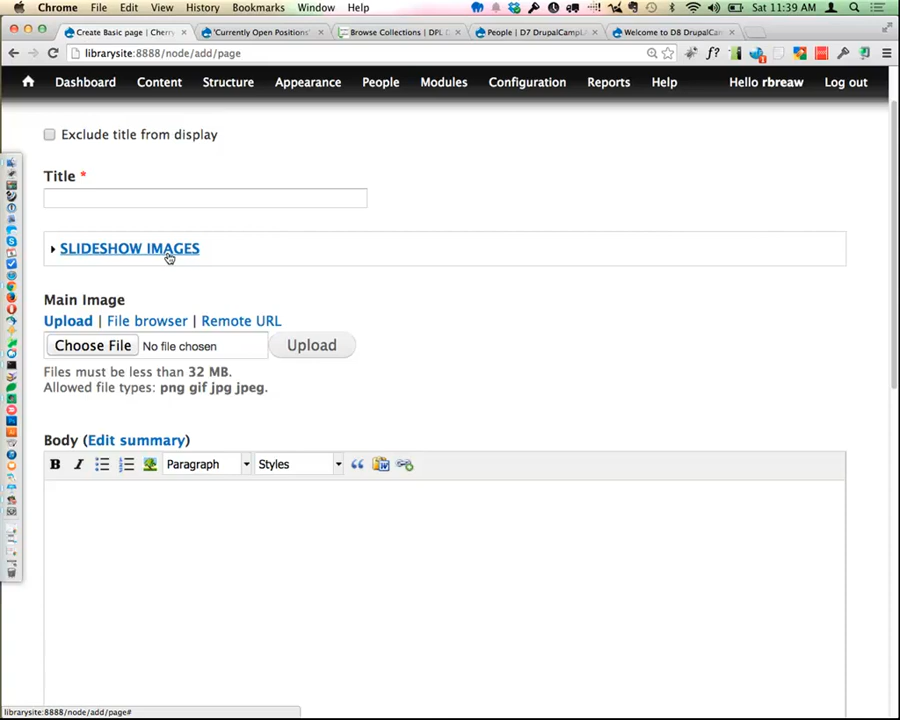 Chrome File Edit View History Bookmarks Window Help Sat 11:39 AM
Create Basic page | Cherry 'Currently Open Positions' Browse Collections | DPL D People | D7 DrupalCampLA Welcome to D8 DrupalCam
librarysite:8888/node/add/page f?
Dashboard Content Structure Appearance People Modules Configuration Reports Help Hello rbreaw Log out
Exclude title from display
Title *
SLIDESHOW IMAGES
Main Image
Upload | File browser | Remote URL
Choose File No file chosen Upload
Files must be less than 32 MB.
Allowed file types: png gif jpg jpeg.
Body (Edit summary)
B I Paragraph Styles
librarysite:8888/node/add/page#